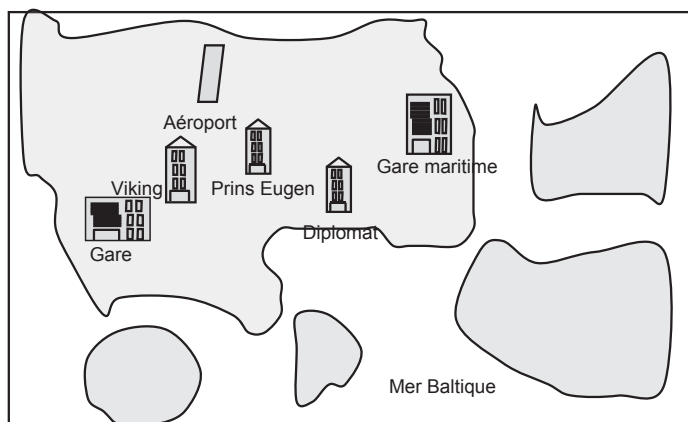 Aéroport
Gare maritime
Viking
Prins Eugen
Diplomat
Gare
Mer Baltique